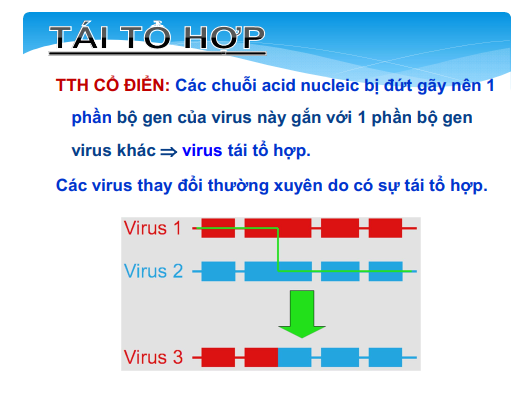 TÁI TỔ HỢP
TTH CỔ ĐIỂN: Các chuỗi acid nucleic bị đứt gãy nên 1
phần bộ gen của virus này gắn với 1 phần bộ gen
virus khác ⇒ virus tái tổ hợp.
Các virus thay đổi thường xuyên do có sự tái tổ hợp.
Virus 1
Virus 2
Virus 3